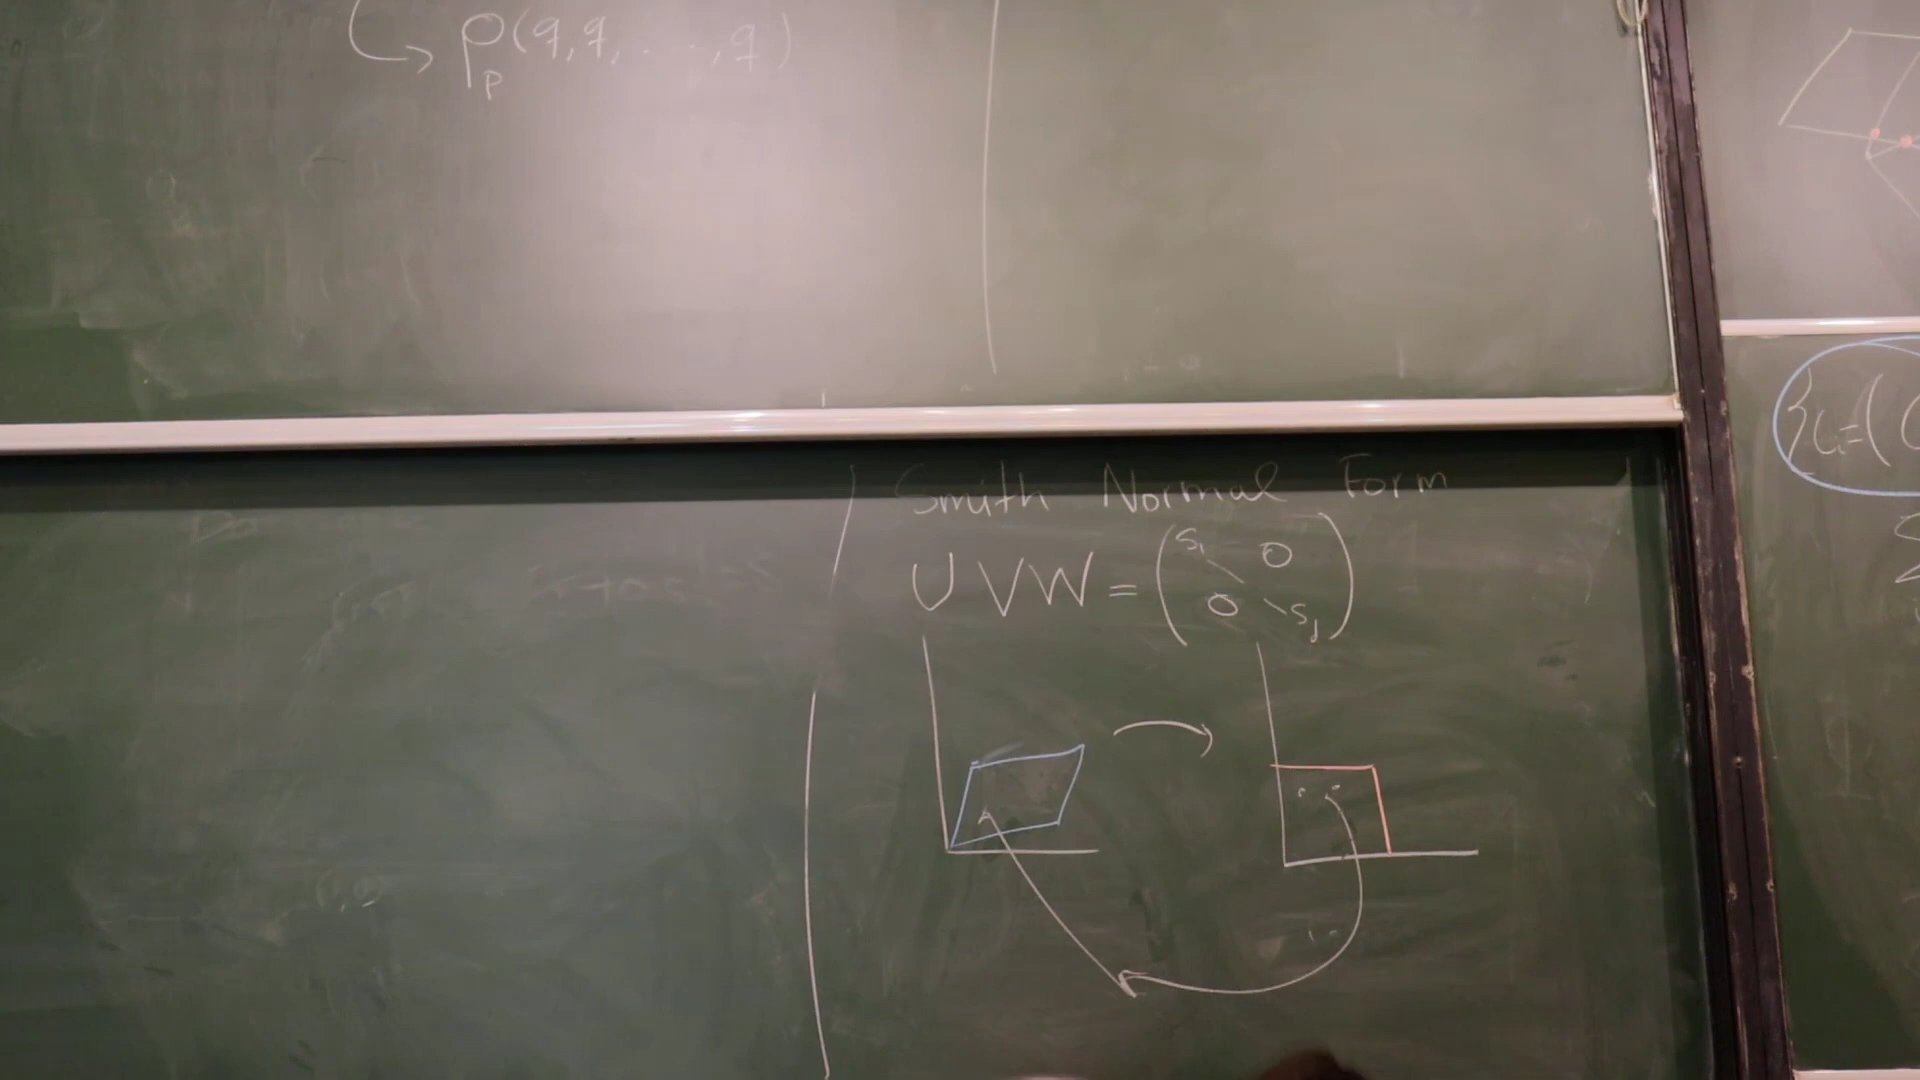 ρ_p(q,q,...,q)
Smith Normal Form
UVW = (s₁ 0
0 s_d)